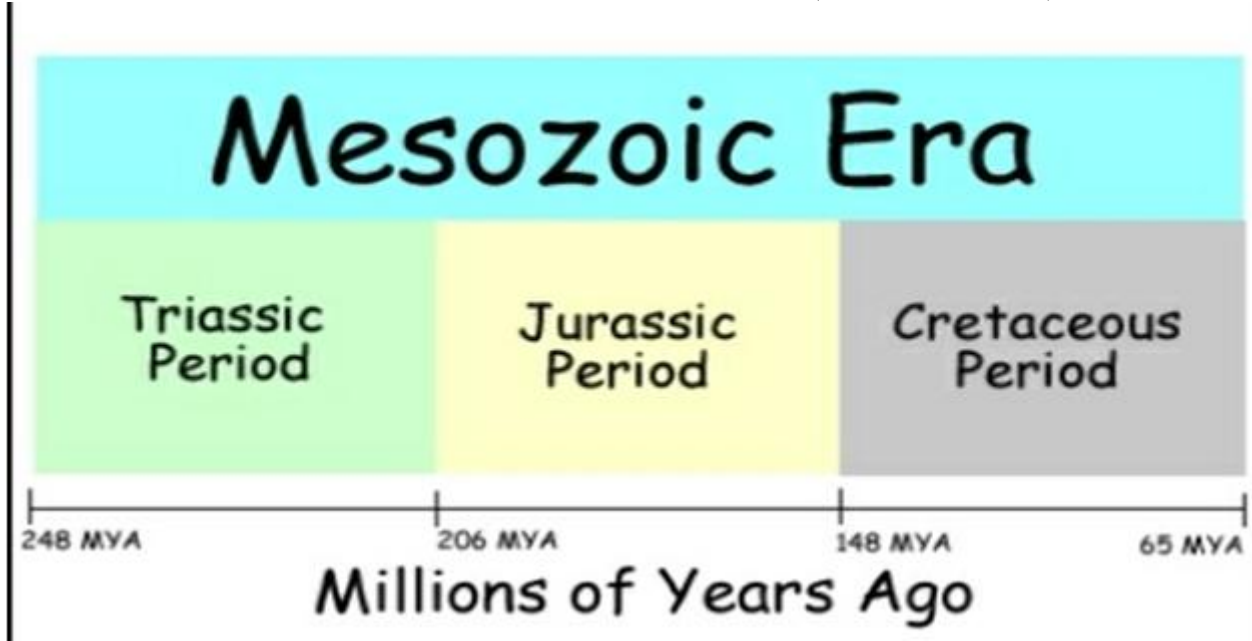 Mesozoic Era
Triassic
Period
Jurassic
Period
Cretaceous
Period
248 MYA
206 MYA
148 MYA
65 MYA
Millions of Years Ago